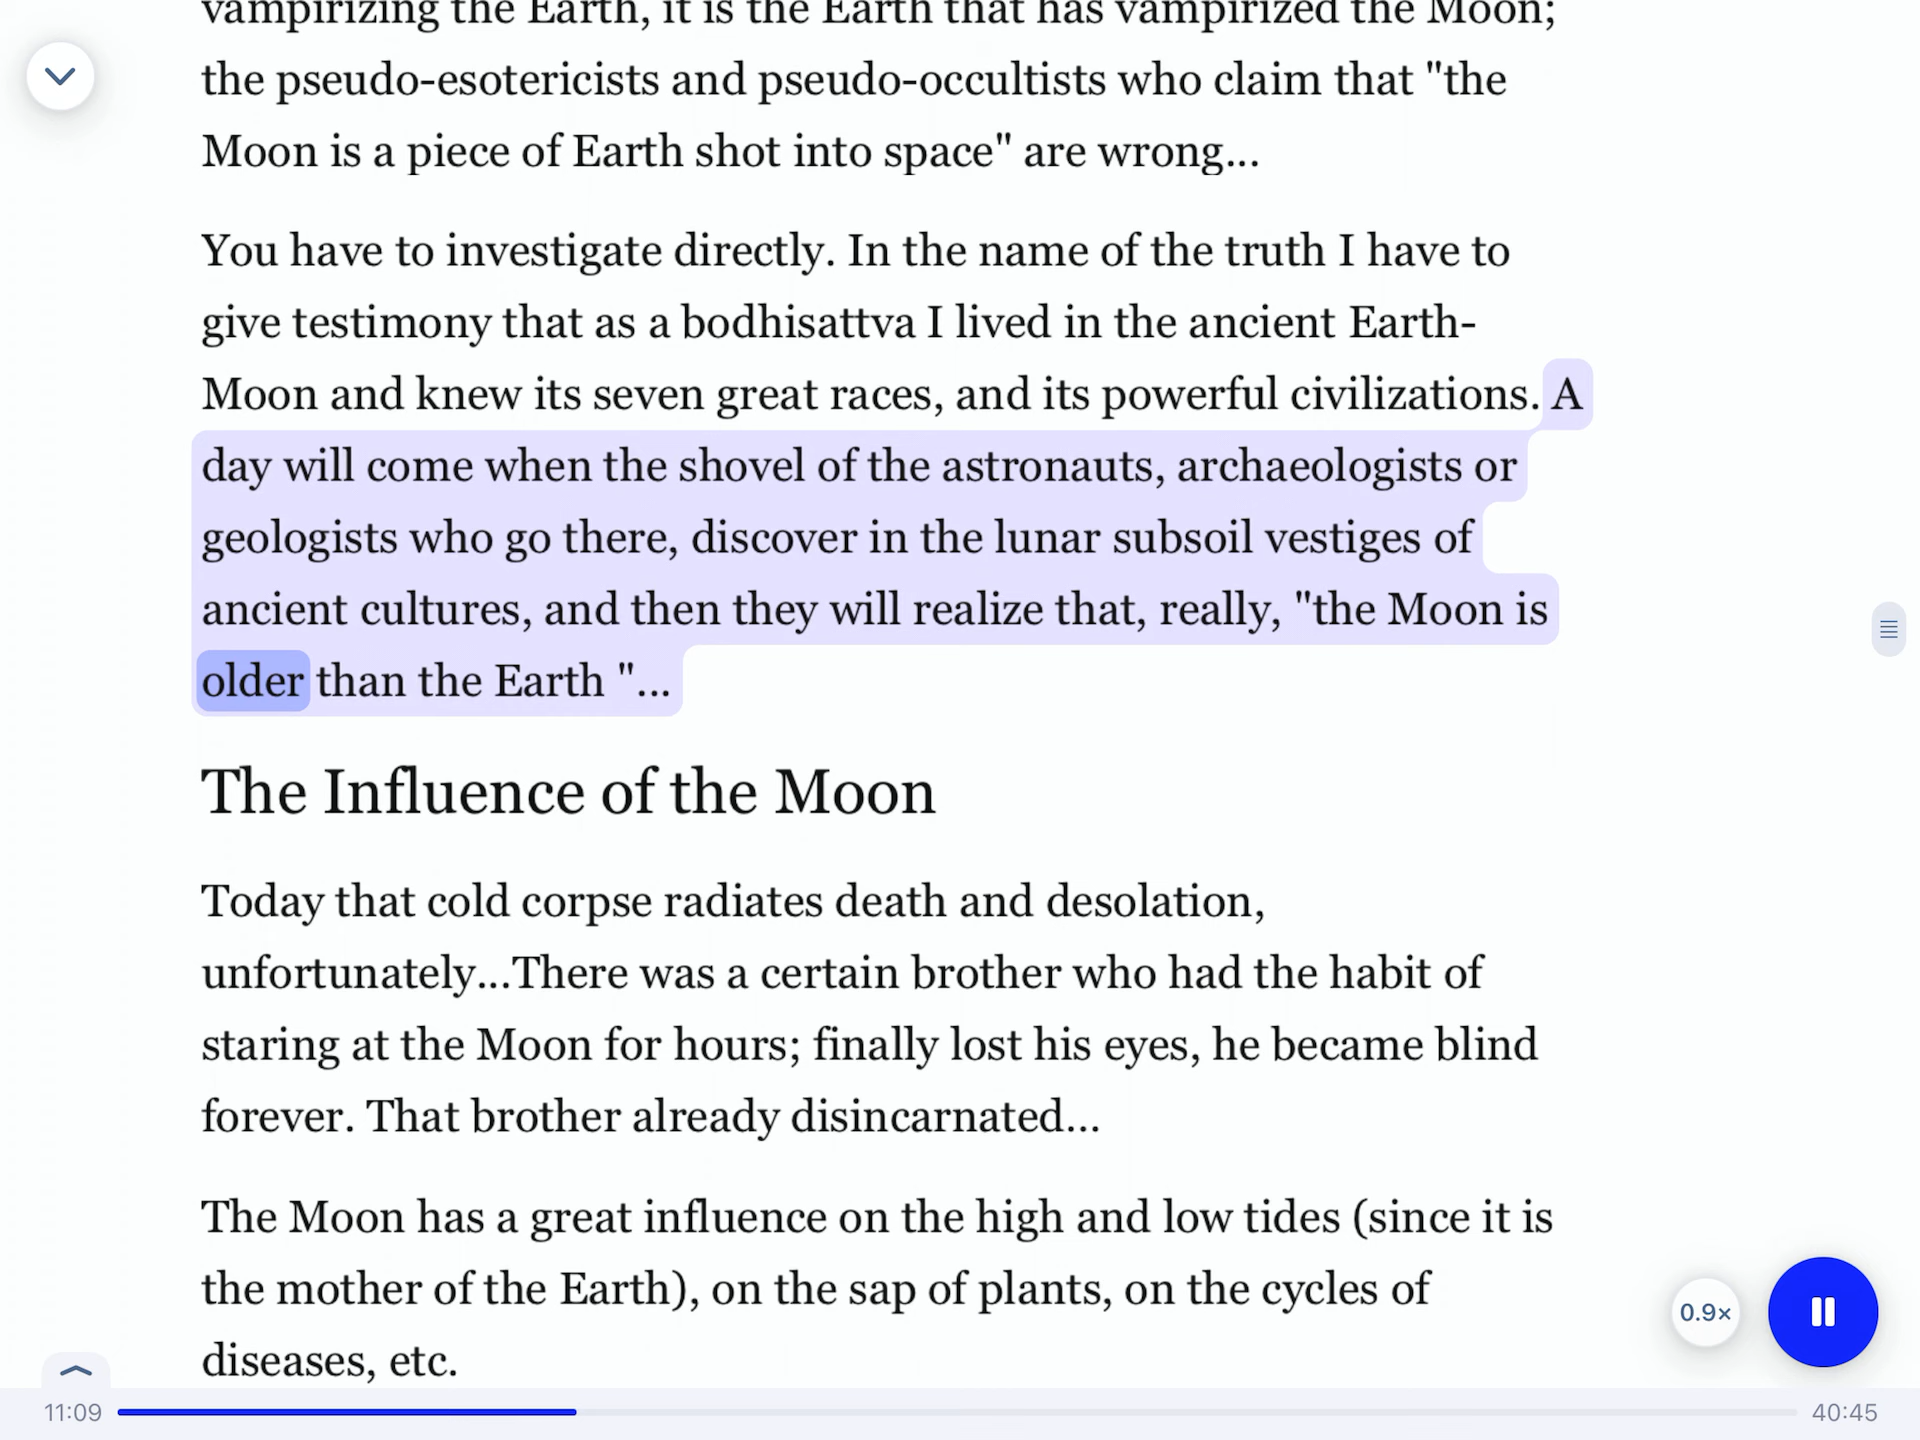 vampirizing the Earth, it is the Earth that has vampirized the Moon;
the pseudo-esotericists and pseudo-occultists who claim that "the
Moon is a piece of Earth shot into space" are wrong...
You have to investigate directly. In the name of the truth I have to
give testimony that as a bodhisattva I lived in the ancient Earth-
Moon and knew its seven great races, and its powerful civilizations. A
day will come when the shovel of the astronauts, archaeologists or
geologists who go there, discover in the lunar subsoil vestiges of
ancient cultures, and then they will realize that, really, "the Moon is
older than the Earth "...
The Influence of the Moon
Today that cold corpse radiates death and desolation,
unfortunately...There was a certain brother who had the habit of
staring at the Moon for hours; finally lost his eyes, he became blind
forever. That brother already disincarnated...
The Moon has a great influence on the high and low tides (since it is
the mother of the Earth), on the sap of plants, on the cycles of
diseases, etc.
0.9×
11:09
40:45